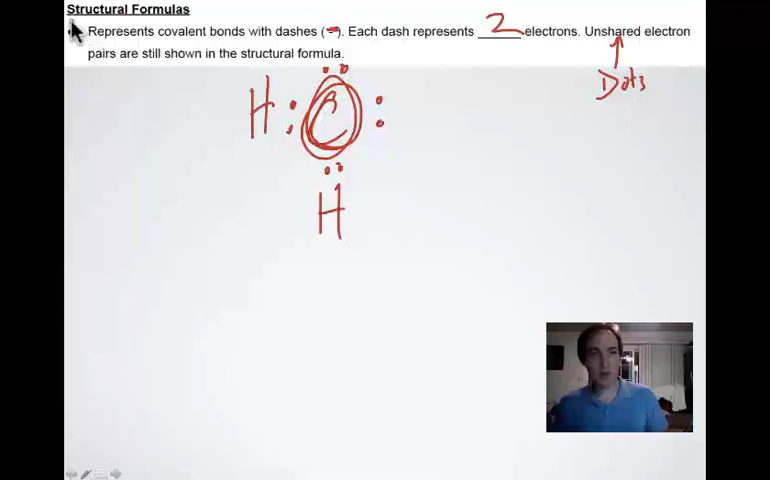 Structural Formulas
Represents covalent bonds with dashes (-). Each dash represents 2 electrons. Unshared electron
pairs are still shown in the structural formula.
Dots
H
H